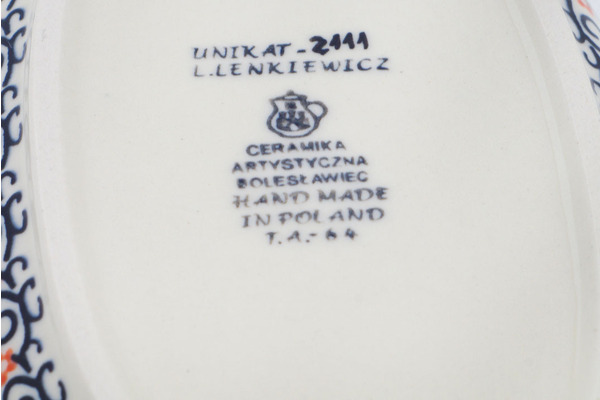 UNIKAT-2111
L.LENKIEWICZ
CERAMIKA
ARTYSTYCZNA
BOLESŁAWIEC
HAND MADE
IN POLAND
T.A.-64